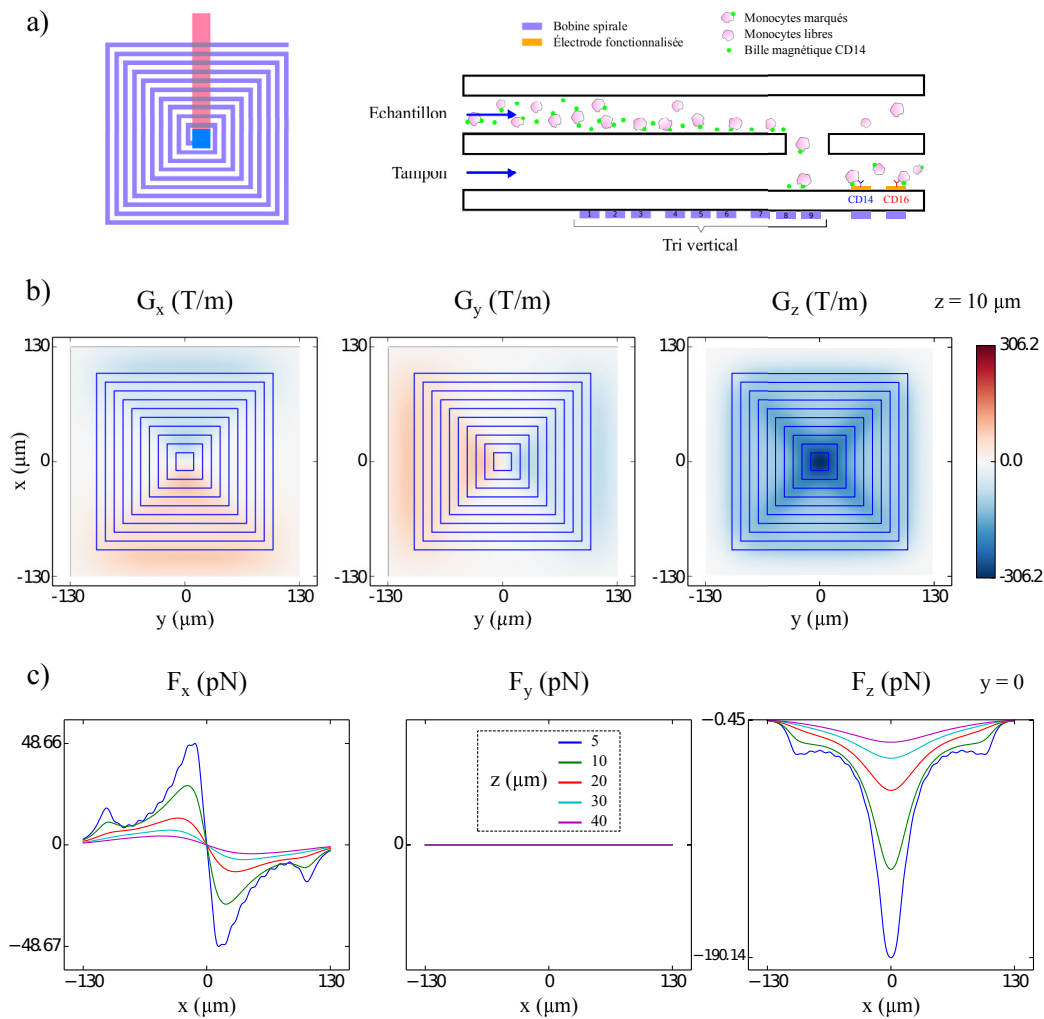 a)
Bobine spirale
Électrode fonctionnalisée
Monocytes marqués
Monocytes libres
Bille magnétique CD14
Echantillon
Tampon
CD14 CD16
1 2 3 4 5 6 7 8 9
Tri vertical
b)
Gx (T/m) Gy (T/m) Gz (T/m) z = 10 µm
130 130 130 306.2
x (µm) 0 0 0 0.0
-130 -130 -130 -306.2
-130 0 130 -130 0 130 -130 0 130
y (µm) y (µm) y (µm)
c)
Fx (pN) Fy (pN) Fz (pN) y = 0
48.66
0
−48.67
−130 0 130
x (µm)
0
z (µm)
5
10
20
30
40
−130 0 130
x (µm)
−0.45
−190.14
−130 0 130
x (µm)